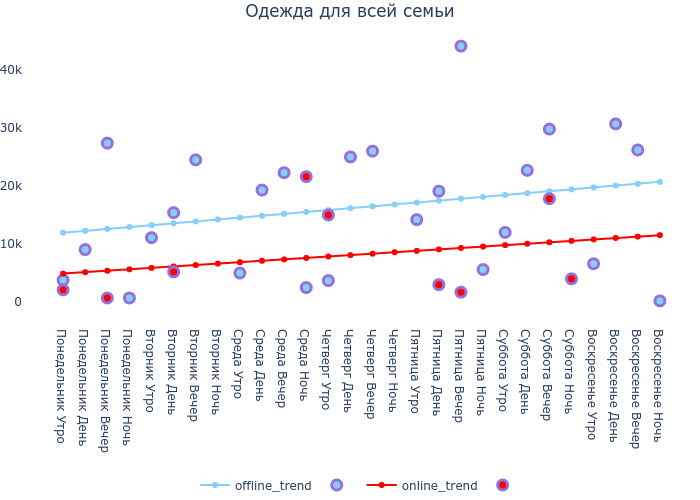 Одежда для всей семьи
40k
30k
20k
10k
0
Понедельник Утро
Понедельник День
Понедельник Вечер
Понедельник Ночь
Вторник Утро
Вторник День
Вторник Вечер
Вторник Ночь
Среда Утро
Среда День
Среда Вечер
Среда Ночь
Четверг Утро
Четверг День
Четверг Вечер
Четверг Ночь
Пятница Утро
Пятница День
Пятница Вечер
Пятница Ночь
Суббота Утро
Суббота День
Суббота Вечер
Суббота Ночь
Воскресенье Утро
Воскресенье День
Воскресенье Вечер
Воскресенье Ночь
offline_trend online_trend